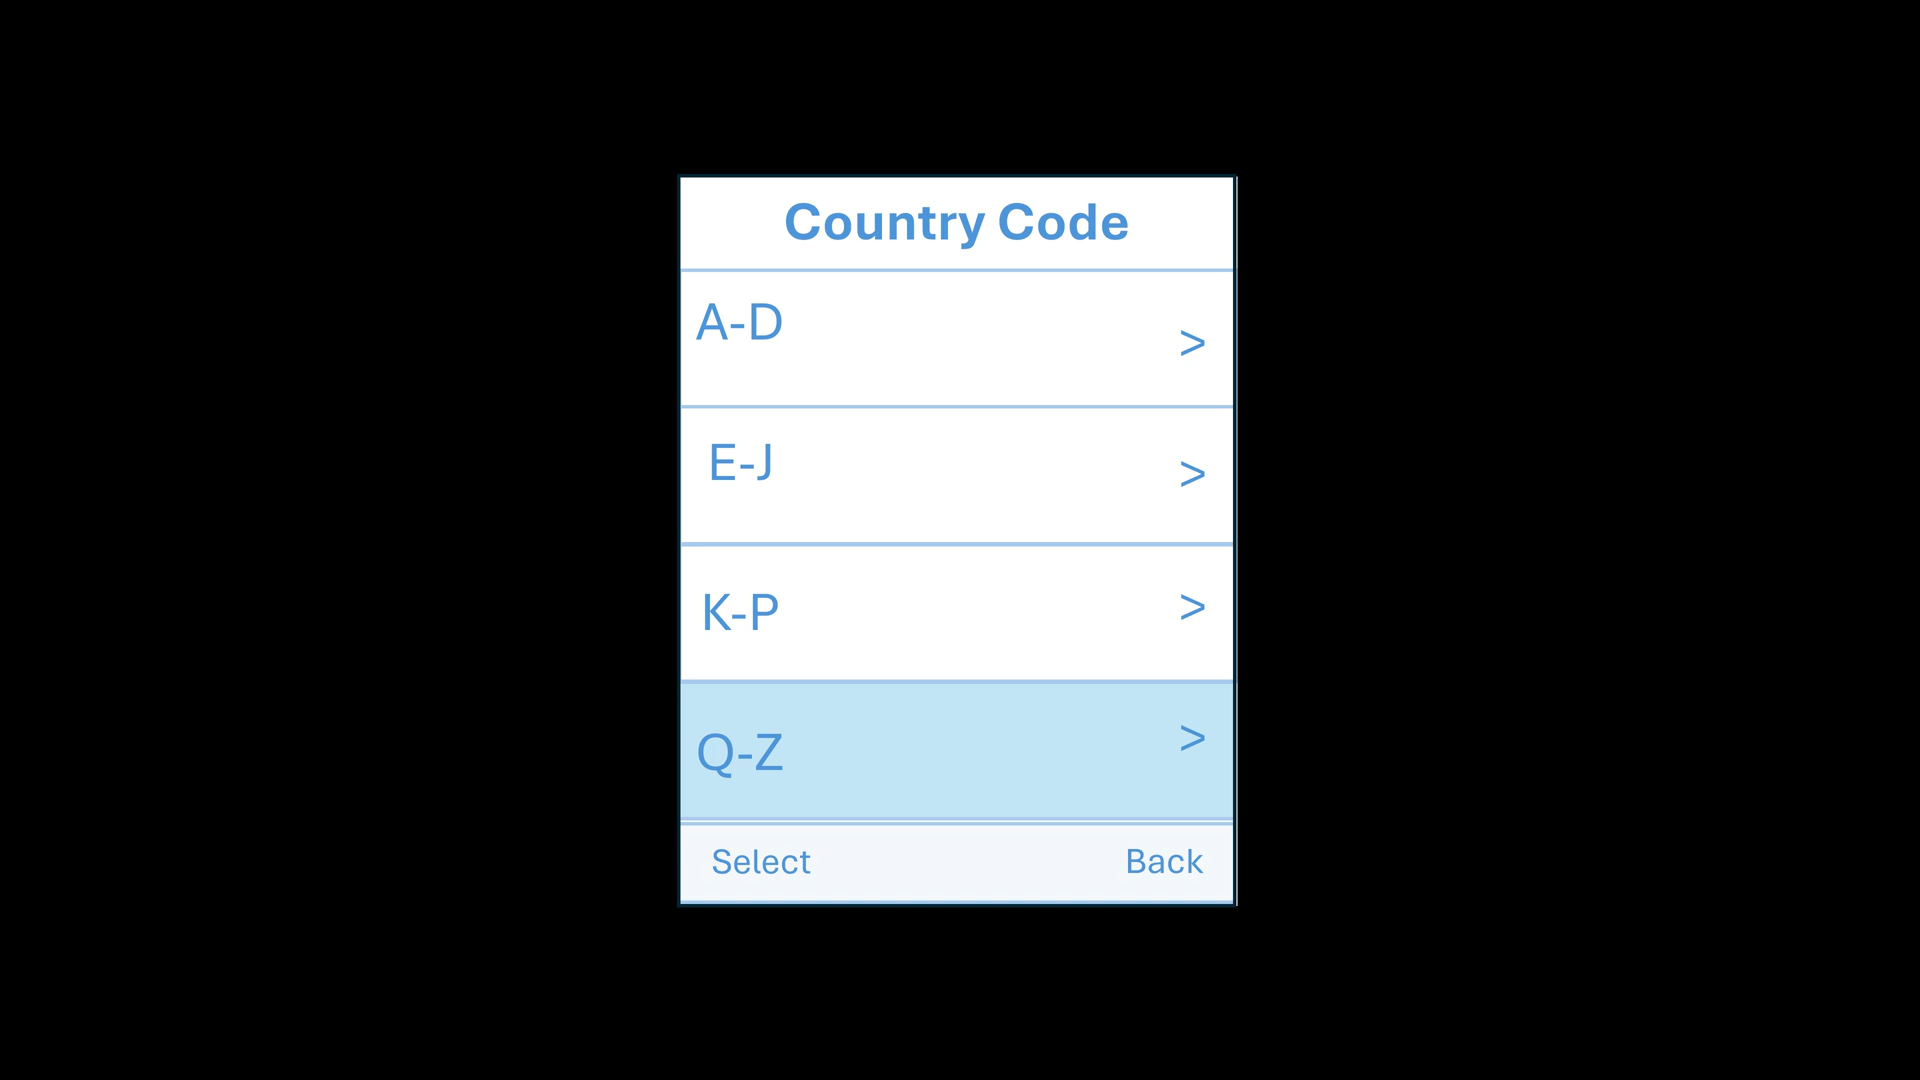 Country Code
A-D >
E-J >
K-P >
Q-Z >
Select Back